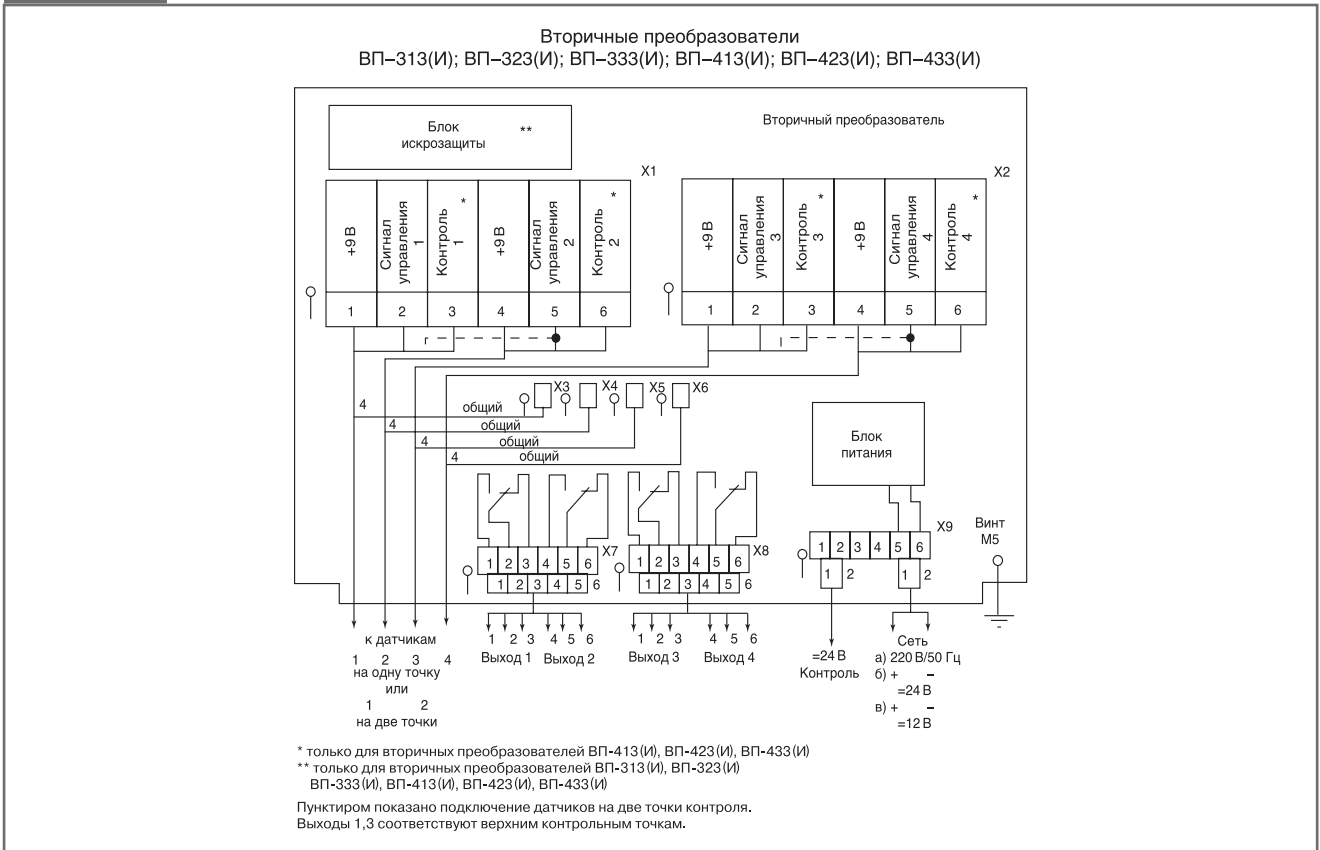 Вторичные преобразователи
ВП–313(И); ВП–323(И); ВП–333(И); ВП–413(И); ВП–423(И); ВП–433(И)
Блок
искрозащиты **
Вторичный преобразователь
X1
X2
+9 В
Сигнал
управления
1
Контроль
1 *
+9 В
Сигнал
управления
2
Контроль
2 *
+9 В
Сигнал
управления
3
Контроль
3 *
+9 В
Сигнал
управления
4
Контроль
4 *
1 2 3 4 5 6
1 2 3 4 5 6
X3 X4 X5 X6
4 общий
4 общий
4 общий
4 общий
Блок
питания
X7
X8
X9
Винт
М5
1 2 3 4 5 6
1 2 3 4 5 6
1 2 3 4 5 6
1 2 3 4 5 6
1 2 3 4 5 6
1 2
1 2
к датчикам
1 2 3 4
на одну точку
или
1 2
на две точки
1 2 3 4 5 6
Выход 1 Выход 2
1 2 3 4 5 6
Выход 3 Выход 4
=24 В
Контроль
Сеть
а) 220 В/50 Гц
б) + –
=24 В
в) + –
=12 В
* только для вторичных преобразователей ВП-413(И), ВП-423(И), ВП-433(И)
** только для вторичных преобразователей ВП-313(И), ВП-323(И)
ВП-333(И), ВП-413(И), ВП-423(И), ВП-433(И)
Пунктиром показано подключение датчиков на две точки контроля.
Выходы 1,3 соответствуют верхним контрольным точкам.